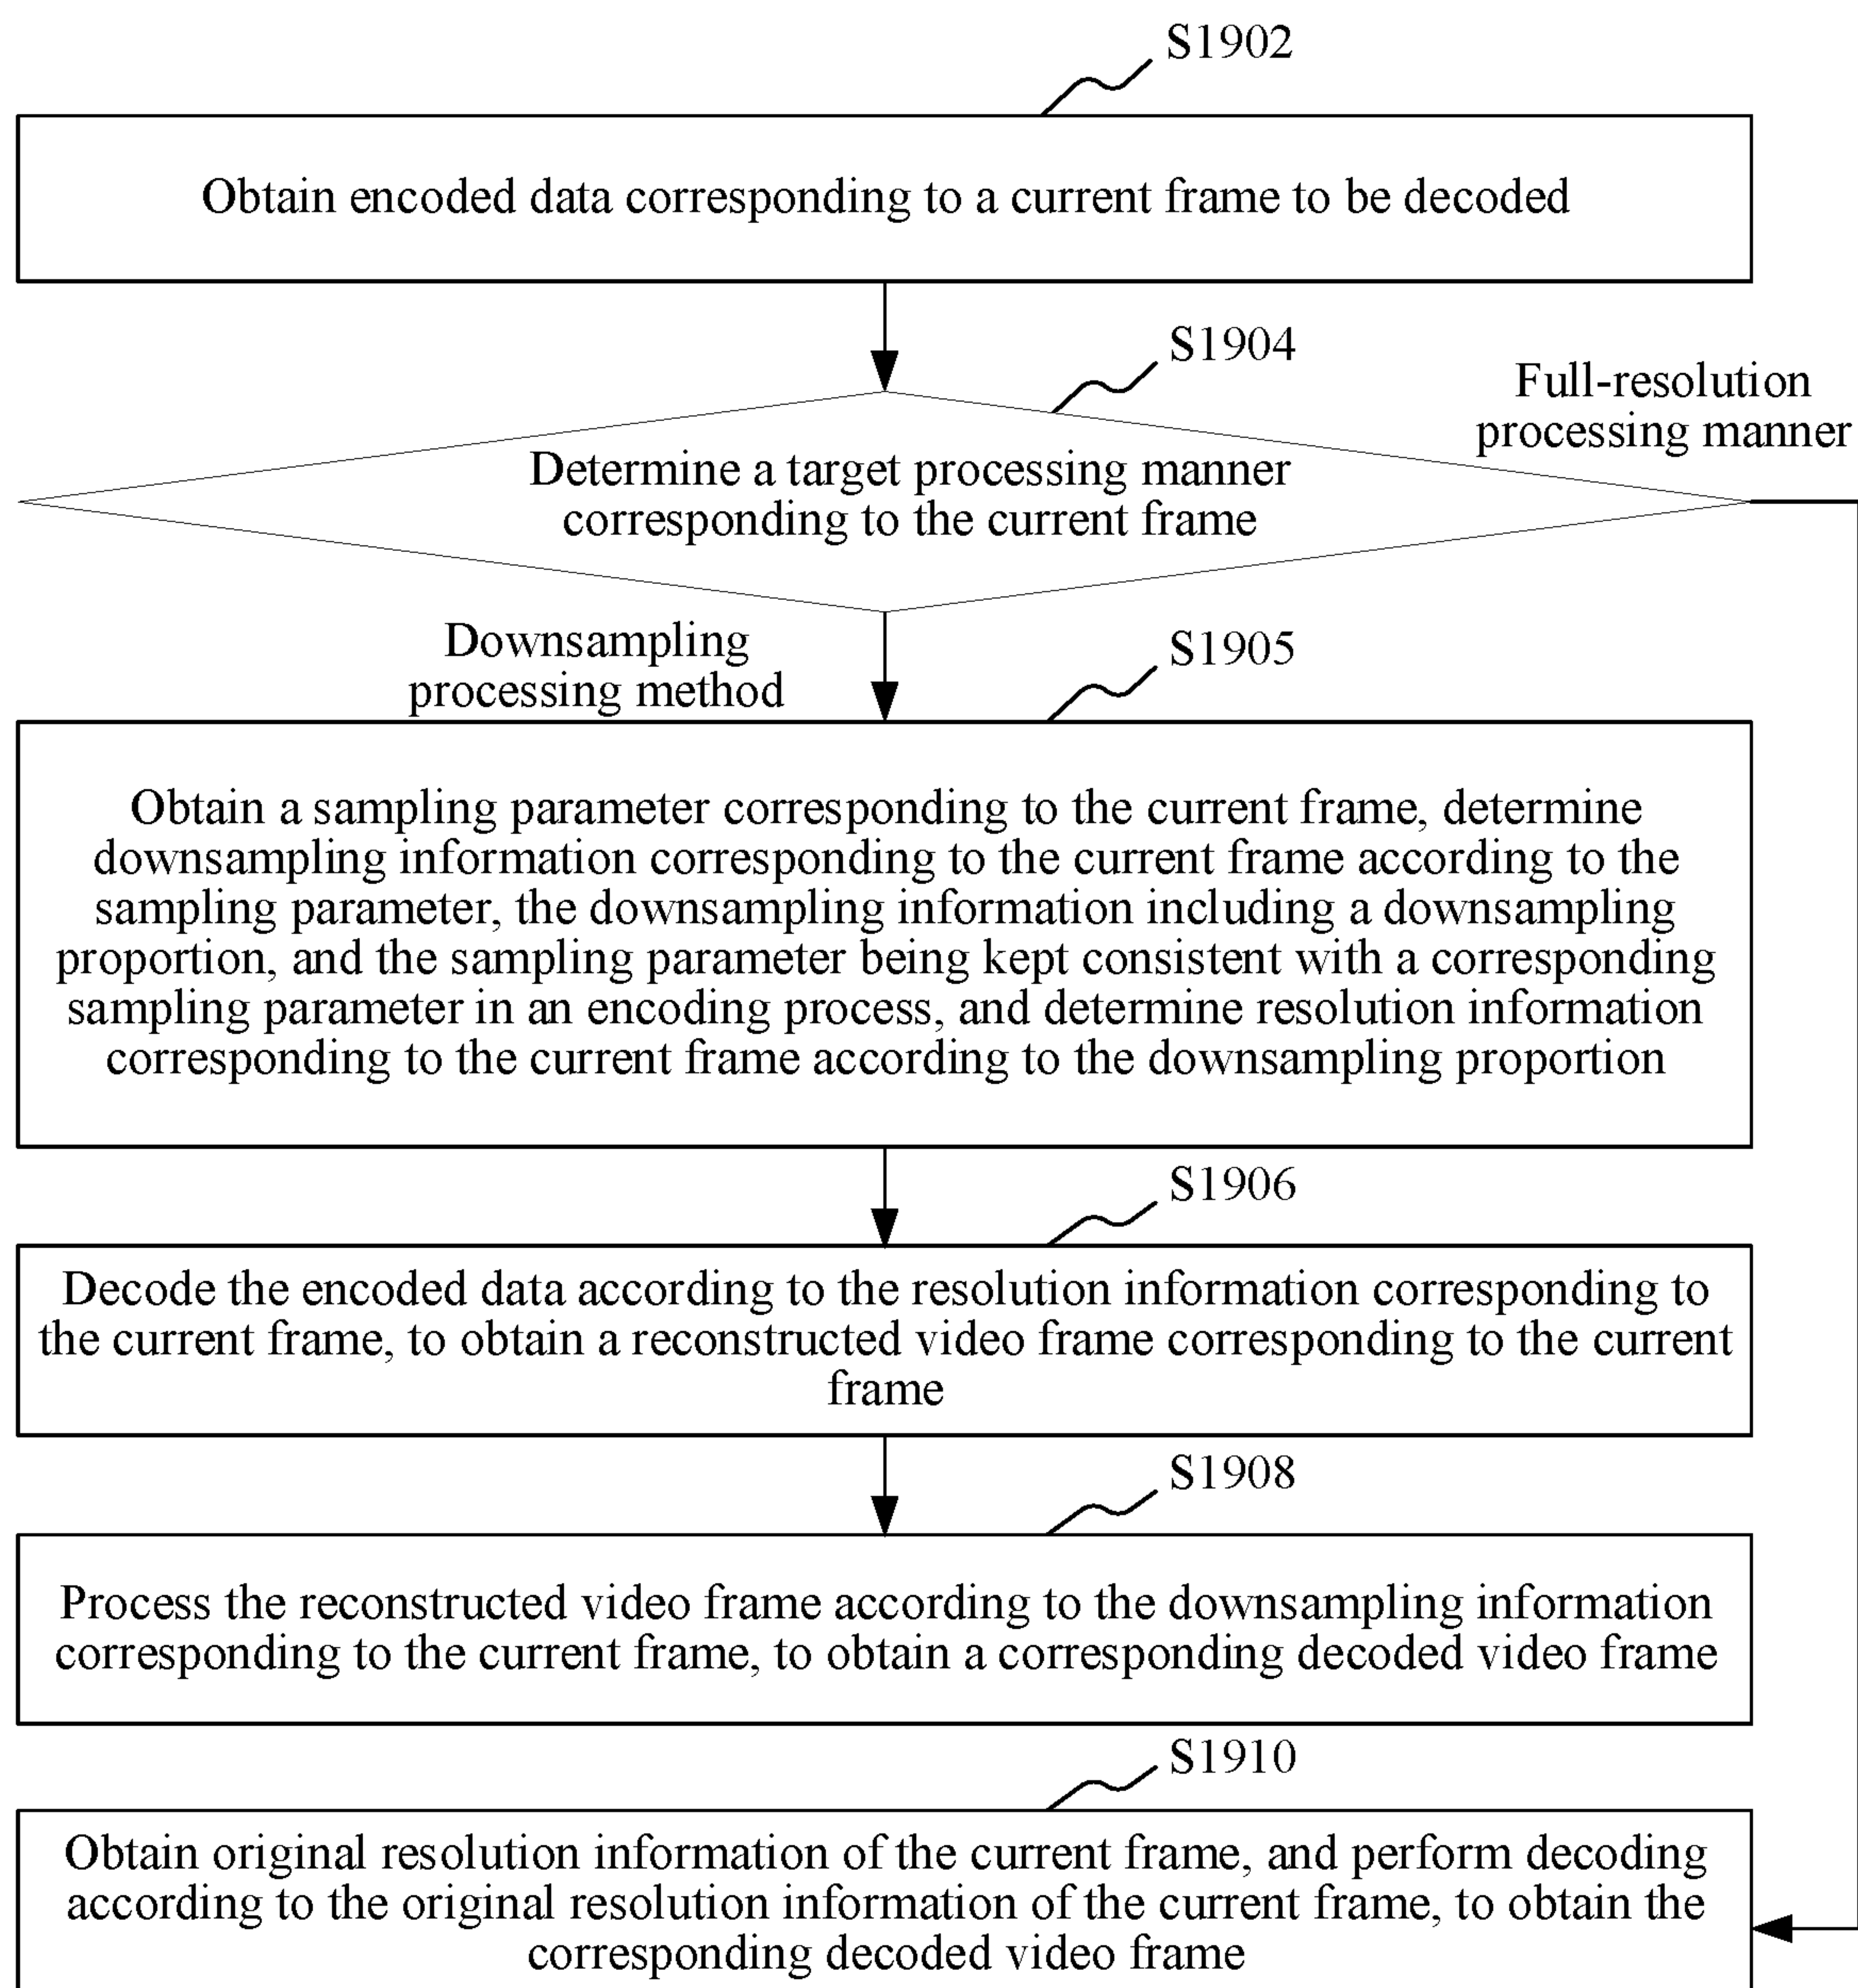 S1902
Obtain encoded data corresponding to a current frame to be decoded
S1904
Full-resolution
processing manner
Determine a target processing manner
corresponding to the current frame
Downsampling
processing method
S1905
Obtain a sampling parameter corresponding to the current frame, determine
downsampling information corresponding to the current frame according to the
sampling parameter, the downsampling information including a downsampling
proportion, and the sampling parameter being kept consistent with a corresponding
sampling parameter in an encoding process, and determine resolution information
corresponding to the current frame according to the downsampling proportion
S1906
Decode the encoded data according to the resolution information corresponding to
the current frame, to obtain a reconstructed video frame corresponding to the current
frame
S1908
Process the reconstructed video frame according to the downsampling information
corresponding to the current frame, to obtain a corresponding decoded video frame
S1910
Obtain original resolution information of the current frame, and perform decoding
according to the original resolution information of the current frame, to obtain the
corresponding decoded video frame